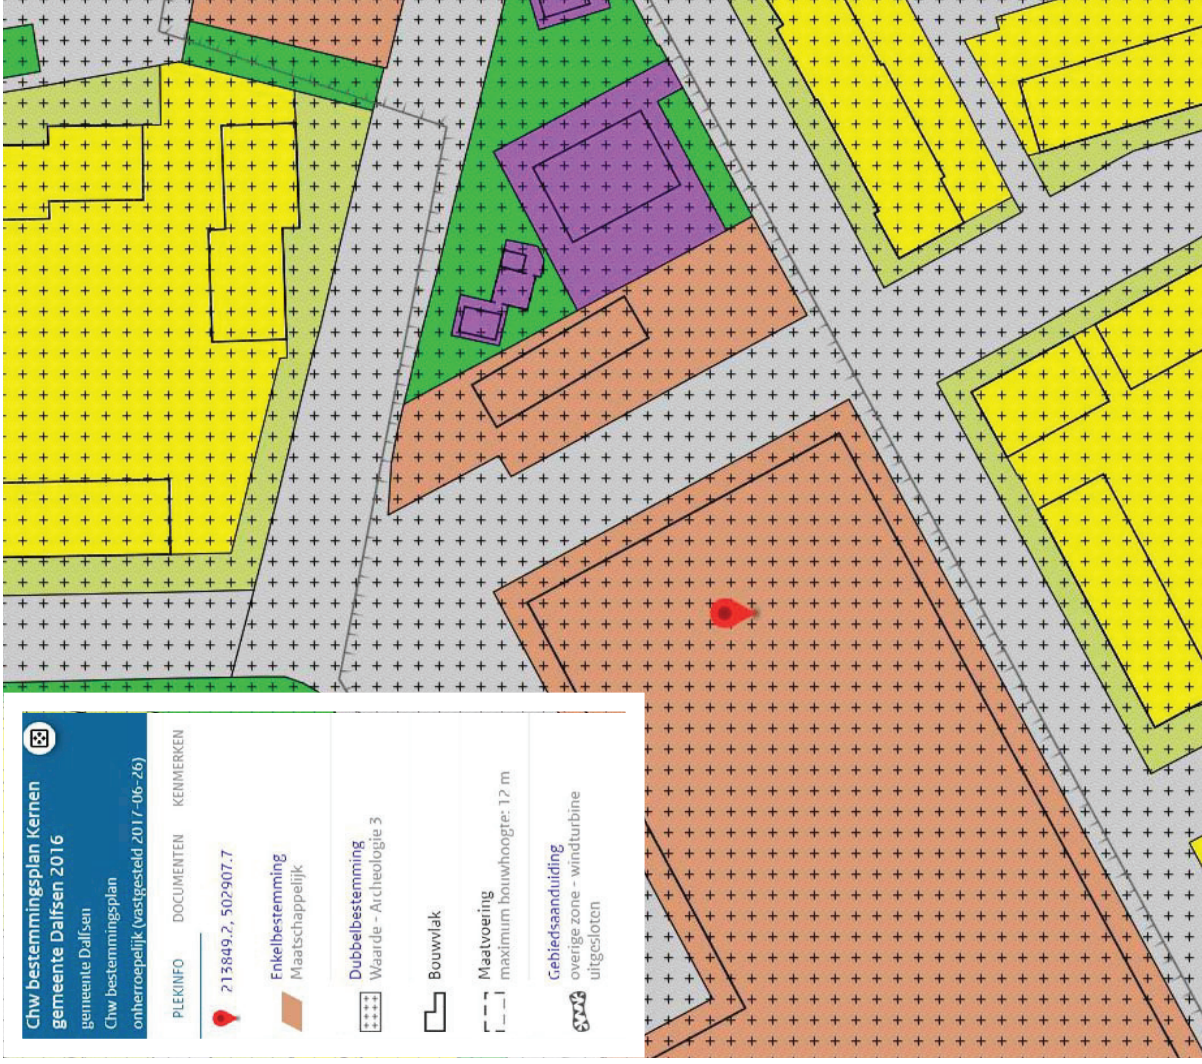 Chw bestemmingsplan Kernen
gemeente Dalfsen 2016
gemeente Dalfsen
Chw bestemmingsplan
onherroepelijk (vastgesteld 2017-06-26)
PLEKINFO DOCUMENTEN KENMERKEN
213849.2, 502907.7
Enkelbestemming
Maatschappelijk
Dubbelbestemming
Waarde - Archeologie 3
Bouwvlak
Maatvoering
maximum bouwhoogte: 12 m
Gebiedsaanduiding
overige zone - windturbine
uitgesloten